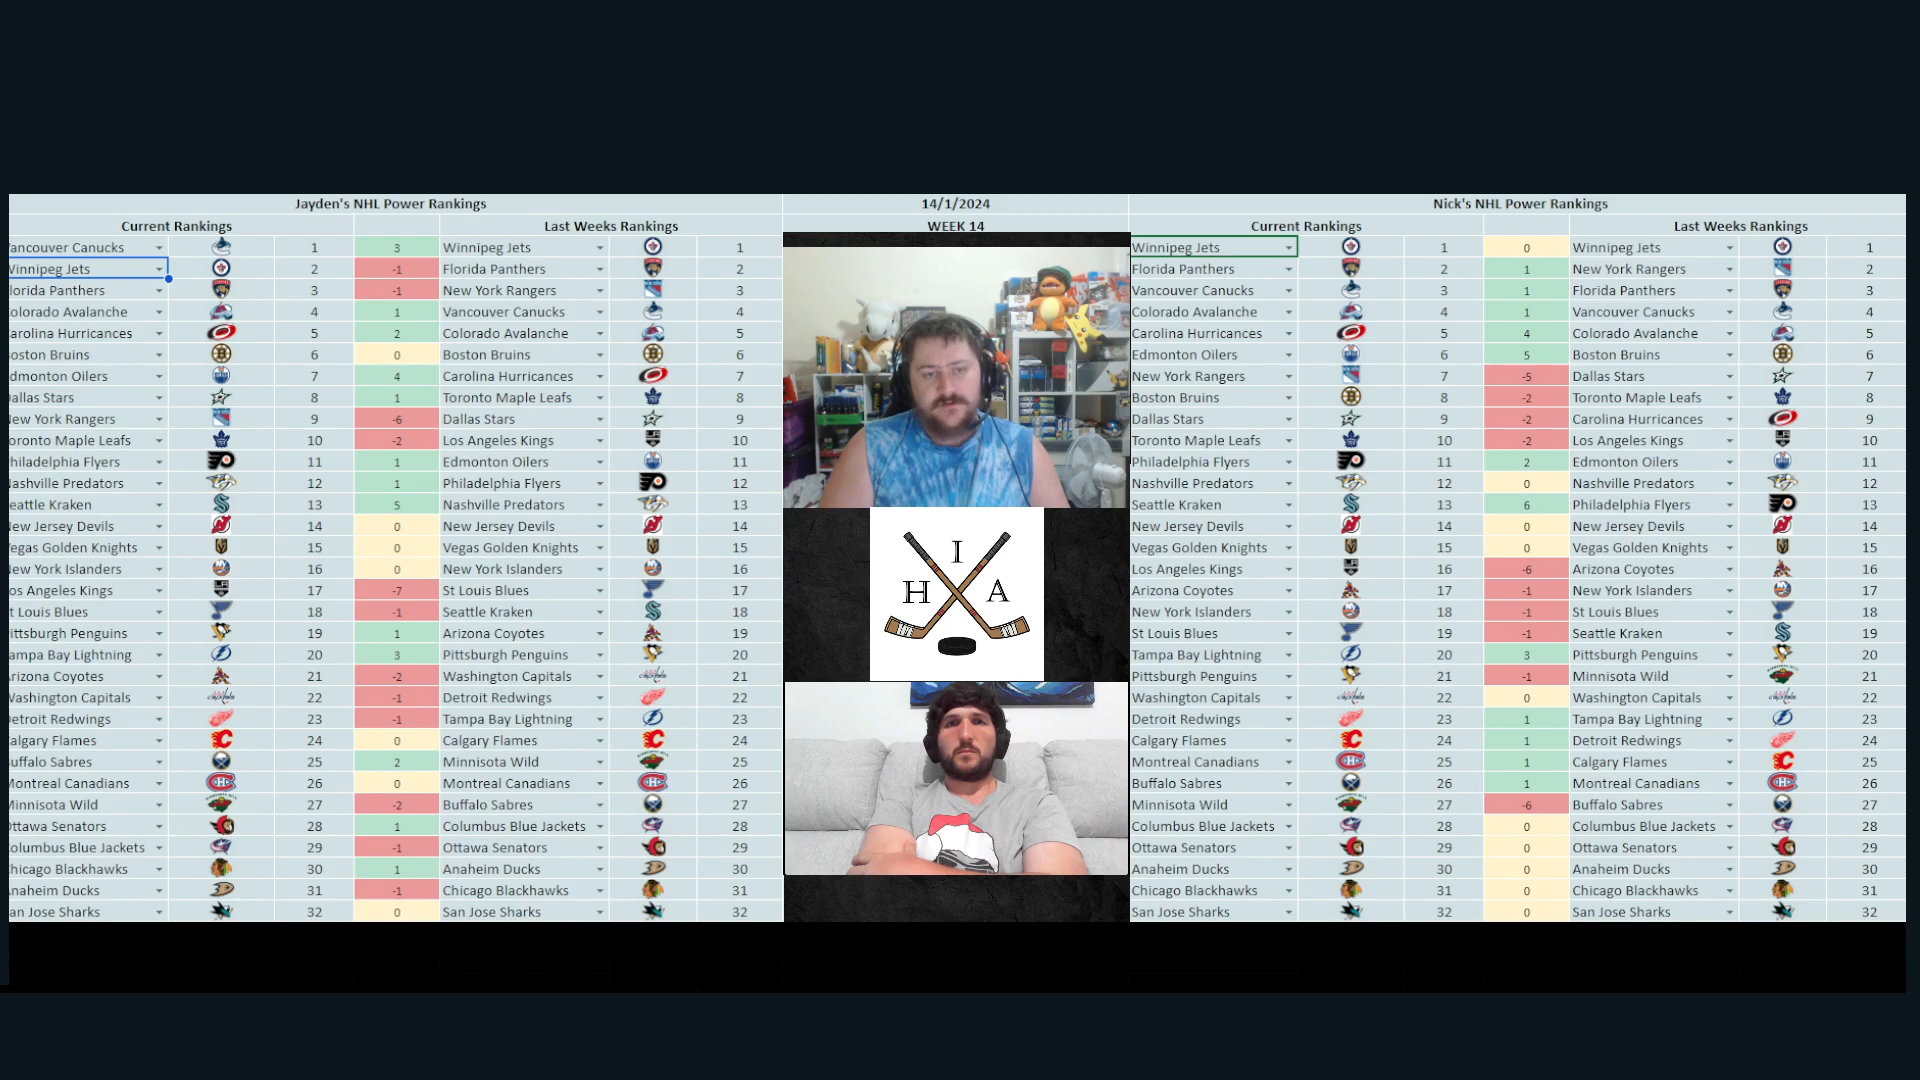 Jayden's NHL Power Rankings 14/1/2024 Nick's NHL Power Rankings
Current Rankings Last Weeks Rankings WEEK 14 Current Rankings Last Weeks Rankings
ancouver Canucks 1 3 Winnipeg Jets 1 Winnipeg Jets 1 0 Winnipeg Jets 1
Winnipeg Jets 2 -1 Florida Panthers 2 Florida Panthers 2 1 New York Rangers 2
lorida Panthers 3 -1 New York Rangers 3 Vancouver Canucks 3 1 Florida Panthers 3
olorado Avalanche 4 1 Vancouver Canucks 4 Colorado Avalanche 4 1 Vancouver Canucks 4
arolina Hurricances 5 2 Colorado Avalanche 5 Carolina Hurricances 5 4 Colorado Avalanche 5
oston Bruins 6 0 Boston Bruins 6 Edmonton Oilers 6 5 Boston Bruins 6
dmonton Oilers 7 4 Carolina Hurricances 7 New York Rangers 7 -5 Dallas Stars 7
allas Stars 8 1 Toronto Maple Leafs 8 Boston Bruins 8 -2 Toronto Maple Leafs 8
New York Rangers 9 -6 Dallas Stars 9 Dallas Stars 9 -2 Carolina Hurricances 9
oronto Maple Leafs 10 -2 Los Angeles Kings 10 Toronto Maple Leafs 10 -2 Los Angeles Kings 10
hiladelphia Flyers 11 1 Edmonton Oilers 11 Philadelphia Flyers 11 2 Edmonton Oilers 11
Nashville Predators 12 1 Philadelphia Flyers 12 Nashville Predators 12 0 Nashville Predators 12
eattle Kraken 13 5 Nashville Predators 13 Seattle Kraken 13 6 Philadelphia Flyers 13
New Jersey Devils 14 0 New Jersey Devils 14 New Jersey Devils 14 0 New Jersey Devils 14
egas Golden Knights 15 0 Vegas Golden Knights 15 Vegas Golden Knights 15 0 Vegas Golden Knights 15
New York Islanders 16 0 New York Islanders 16 Los Angeles Kings 16 -6 Arizona Coyotes 16
os Angeles Kings 17 -7 St Louis Blues 17 Arizona Coyotes 17 -1 New York Islanders 17
t Louis Blues 18 -1 Seattle Kraken 18 New York Islanders 18 -1 St Louis Blues 18
ittsburgh Penguins 19 1 Arizona Coyotes 19 St Louis Blues 19 -1 Seattle Kraken 19
ampa Bay Lightning 20 3 Pittsburgh Penguins 20 Tampa Bay Lightning 20 3 Pittsburgh Penguins 20
rizona Coyotes 21 -2 Washington Capitals 21 Pittsburgh Penguins 21 -1 Minnisota Wild 21
Washington Capitals 22 -1 Detroit Redwings 22 Washington Capitals 22 0 Washington Capitals 22
etroit Redwings 23 -1 Tampa Bay Lightning 23 Detroit Redwings 23 1 Tampa Bay Lightning 23
algary Flames 24 0 Calgary Flames 24 Calgary Flames 24 1 Detroit Redwings 24
uffalo Sabres 25 2 Minnisota Wild 25 Montreal Canadians 25 1 Calgary Flames 25
Montreal Canadians 26 0 Montreal Canadians 26 Buffalo Sabres 26 1 Montreal Canadians 26
Minnisota Wild 27 -2 Buffalo Sabres 27 Minnisota Wild 27 -6 Buffalo Sabres 27
Ottawa Senators 28 1 Columbus Blue Jackets 28 Columbus Blue Jackets 28 0 Columbus Blue Jackets 28
olumbus Blue Jackets 29 -1 Ottawa Senators 29 Ottawa Senators 29 0 Ottawa Senators 29
hicago Blackhawks 30 1 Anaheim Ducks 30 Anaheim Ducks 30 0 Anaheim Ducks 30
Anaheim Ducks 31 -1 Chicago Blackhawks 31 Chicago Blackhawks 31 0 Chicago Blackhawks 31
an Jose Sharks 32 0 San Jose Sharks 32 San Jose Sharks 32 0 San Jose Sharks 32
I
H A